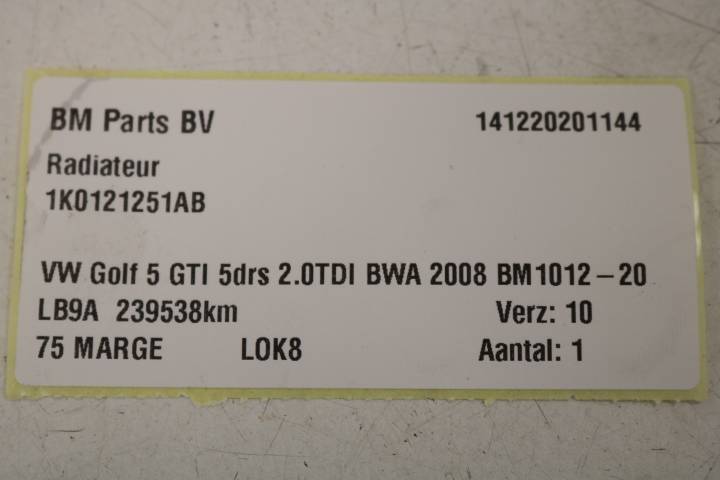 BM Parts BV 141220201144
Radiateur
1K0121251AB
VW Golf 5 GTI 5drs 2.0TDI BWA 2008 BM1012-20
LB9A 239538km Verz: 10
75 MARGE LOK8 Aantal: 1